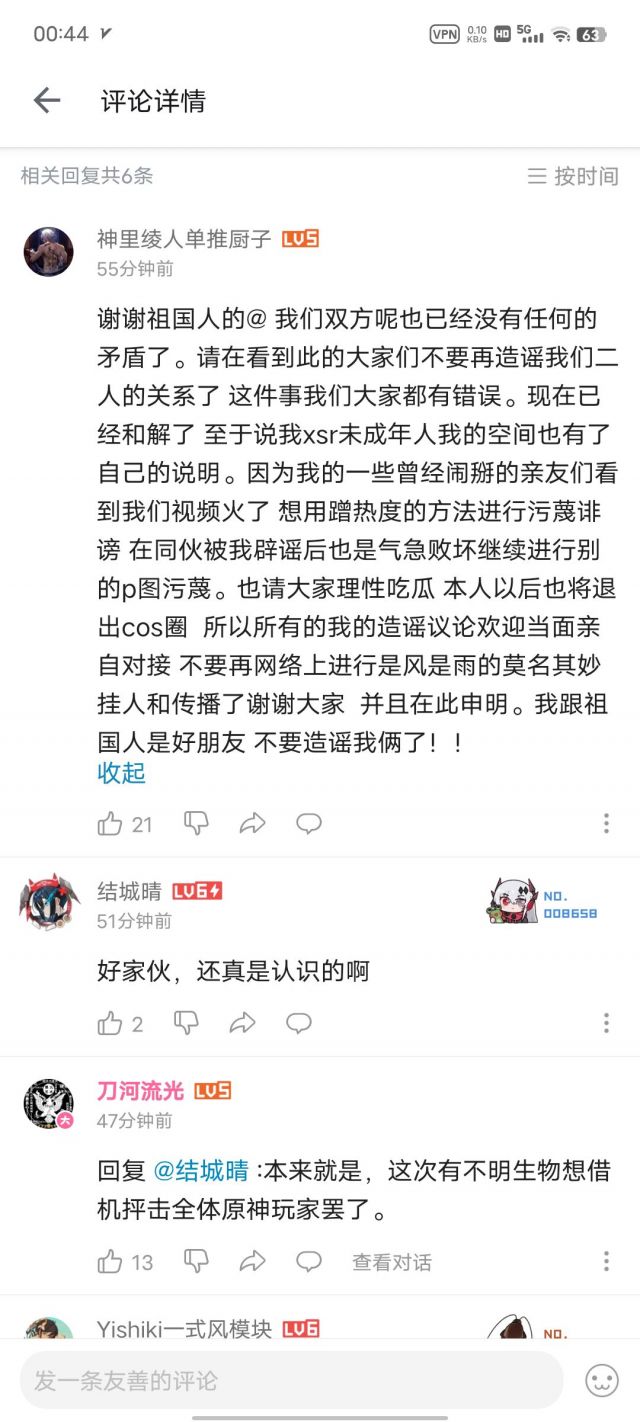 00:44
VPN 0.10 KB/s HD 5G 63
评论详情
相关回复共6条
按时间
神里绫人单推厨子 LV5
55分钟前
谢谢祖国人的@ 我们双方呢也已经没有任何的
矛盾了。请在看到此的大家们不要再造谣我们二
人的关系了 这件事我们大家都有错误。现在已
经和解了 至于说我xsr未成年人我的空间也有了
自己的说明。因为我的一些曾经闹掰的亲友们看
到我们视频火了 想用蹭热度的方法进行污蔑诽
谤 在同伙被我辟谣后也是气急败坏继续进行别
的p图污蔑。也请大家理性吃瓜 本人以后也将退
出cos圈  所以所有的我的造谣议论欢迎当面亲
自对接 不要再网络上进行是风是雨的莫名其妙
挂人和传播了谢谢大家  并且在此申明。我跟祖
国人是好朋友 不要造谣我俩了！！
收起
21
结城晴 LV6
NO.
008658
51分钟前
好家伙，还真是认识的啊
2
刀河流光 LV5
大
47分钟前
回复 @结城晴 :本来就是，这次有不明生物想借
机抨击全体原神玩家罢了。
13 查看对话
Yishiki一式风模块 LV6
NO.
发一条友善的评论